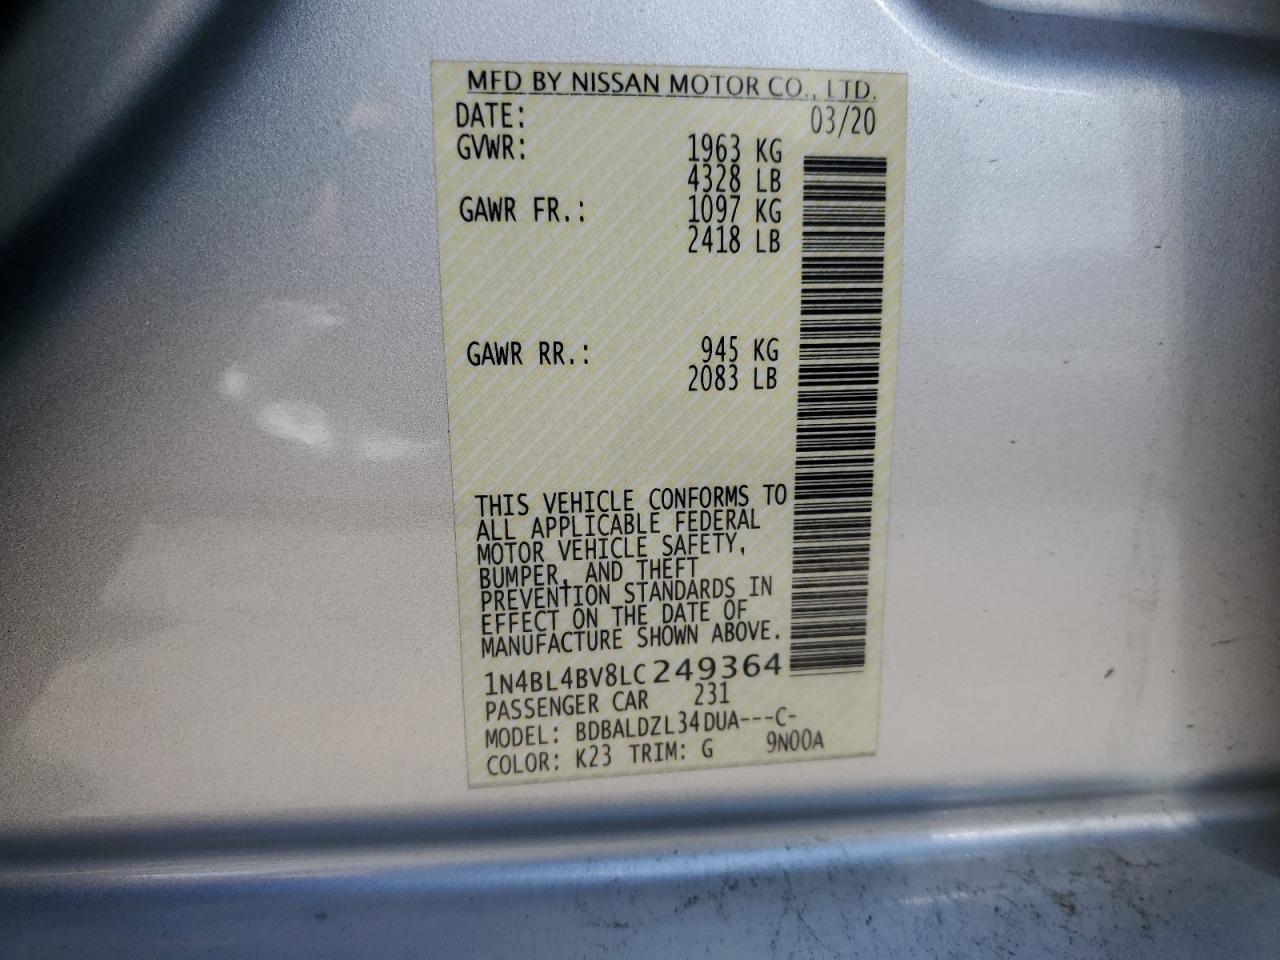 MFD BY NISSAN MOTOR CO., LTD.
DATE: 03/20
GVWR: 1963 KG
4328 LB
GAWR FR.: 1097 KG
2418 LB
GAWR RR.: 945 KG
2083 LB
THIS VEHICLE CONFORMS TO
ALL APPLICABLE FEDERAL
MOTOR VEHICLE SAFETY,
BUMPER, AND THEFT
PREVENTION STANDARDS IN
EFFECT ON THE DATE OF
MANUFACTURE SHOWN ABOVE.
1N4BL4BV8LC249364
PASSENGER CAR 231
MODEL: BDBALDZL34DUA---C-
COLOR: K23 TRIM: G 9N00A